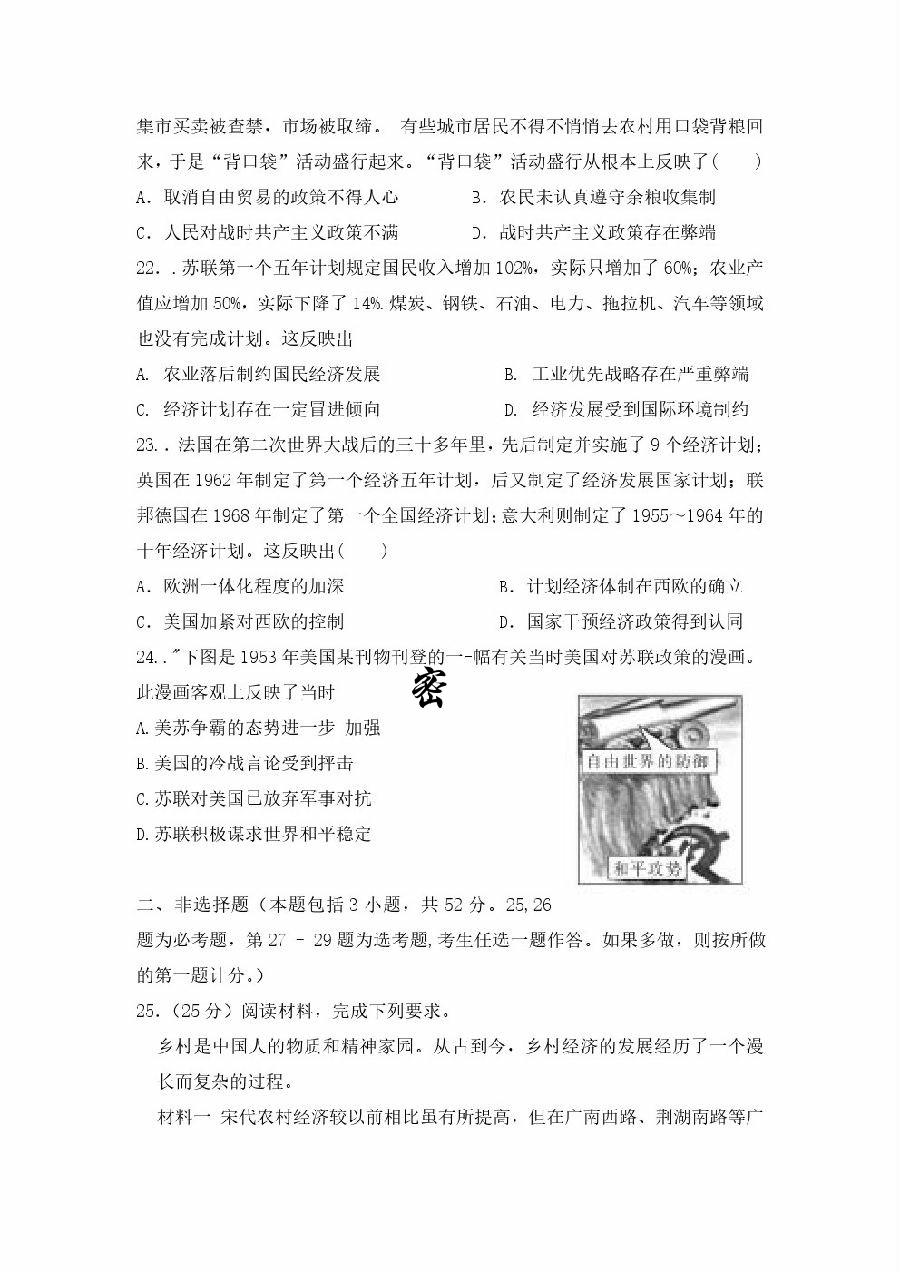 集市买卖被查禁，市场被取缔。 有些城市居民不得不悄悄去农村用口袋背粮回
来，于是“背口袋”活动盛行起来。“背口袋”活动盛行从根本上反映了(　　)
A．取消自由贸易的政策不得人心　　B．农民未认真遵守余粮收集制
C．人民对战时共产主义政策不满　　D．战时共产主义政策存在弊端
22．.苏联第一个五年计划规定国民收入增加102%，实际只增加了60%；农业产
值应增加50%，实际下降了14%.煤炭、钢铁、石油、电力、拖拉机、汽车等领域
也没有完成计划。这反映出
A. 农业落后制约国民经济发展　　B. 工业优先战略存在严重弊端
C. 经济计划存在一定冒进倾向　　D. 经济发展受到国际环境制约
23.．法国在第二次世界大战后的三十多年里，先后制定并实施了9个经济计划；
英国在1962年制定了第一个经济五年计划，后又制定了经济发展国家计划；联
邦德国在1968年制定了第一个全国经济计划；意大利则制定了1955～1964年的
十年经济计划。这反映出(　　)
A．欧洲一体化程度的加深　　B．计划经济体制在西欧的确立
C．美国加紧对西欧的控制　　D．国家干预经济政策得到认同
24..″下图是1953年美国某刊物刊登的一-幅有关当时美国对苏联政策的漫画。
此漫画客观上反映了当时
密
A.美苏争霸的态势进一步 加强
B.美国的冷战言论受到抨击
C.苏联对美国已放弃军事对抗
D.苏联积极谋求世界和平稳定
自由世界的防御
和平攻势
二、非选择题（本题包括3小题，共52分。25,26
题为必考题，第27 - 29题为选考题,考生任选一题作答。如果多做，则按所做
的第一题计分。）
25．（25分）阅读材料，完成下列要求。
乡村是中国人的物质和精神家园。从古到今，乡村经济的发展经历了一个漫
长而复杂的过程。
材料一 宋代农村经济较以前相比虽有所提高，但在广南西路、荆湖南路等广